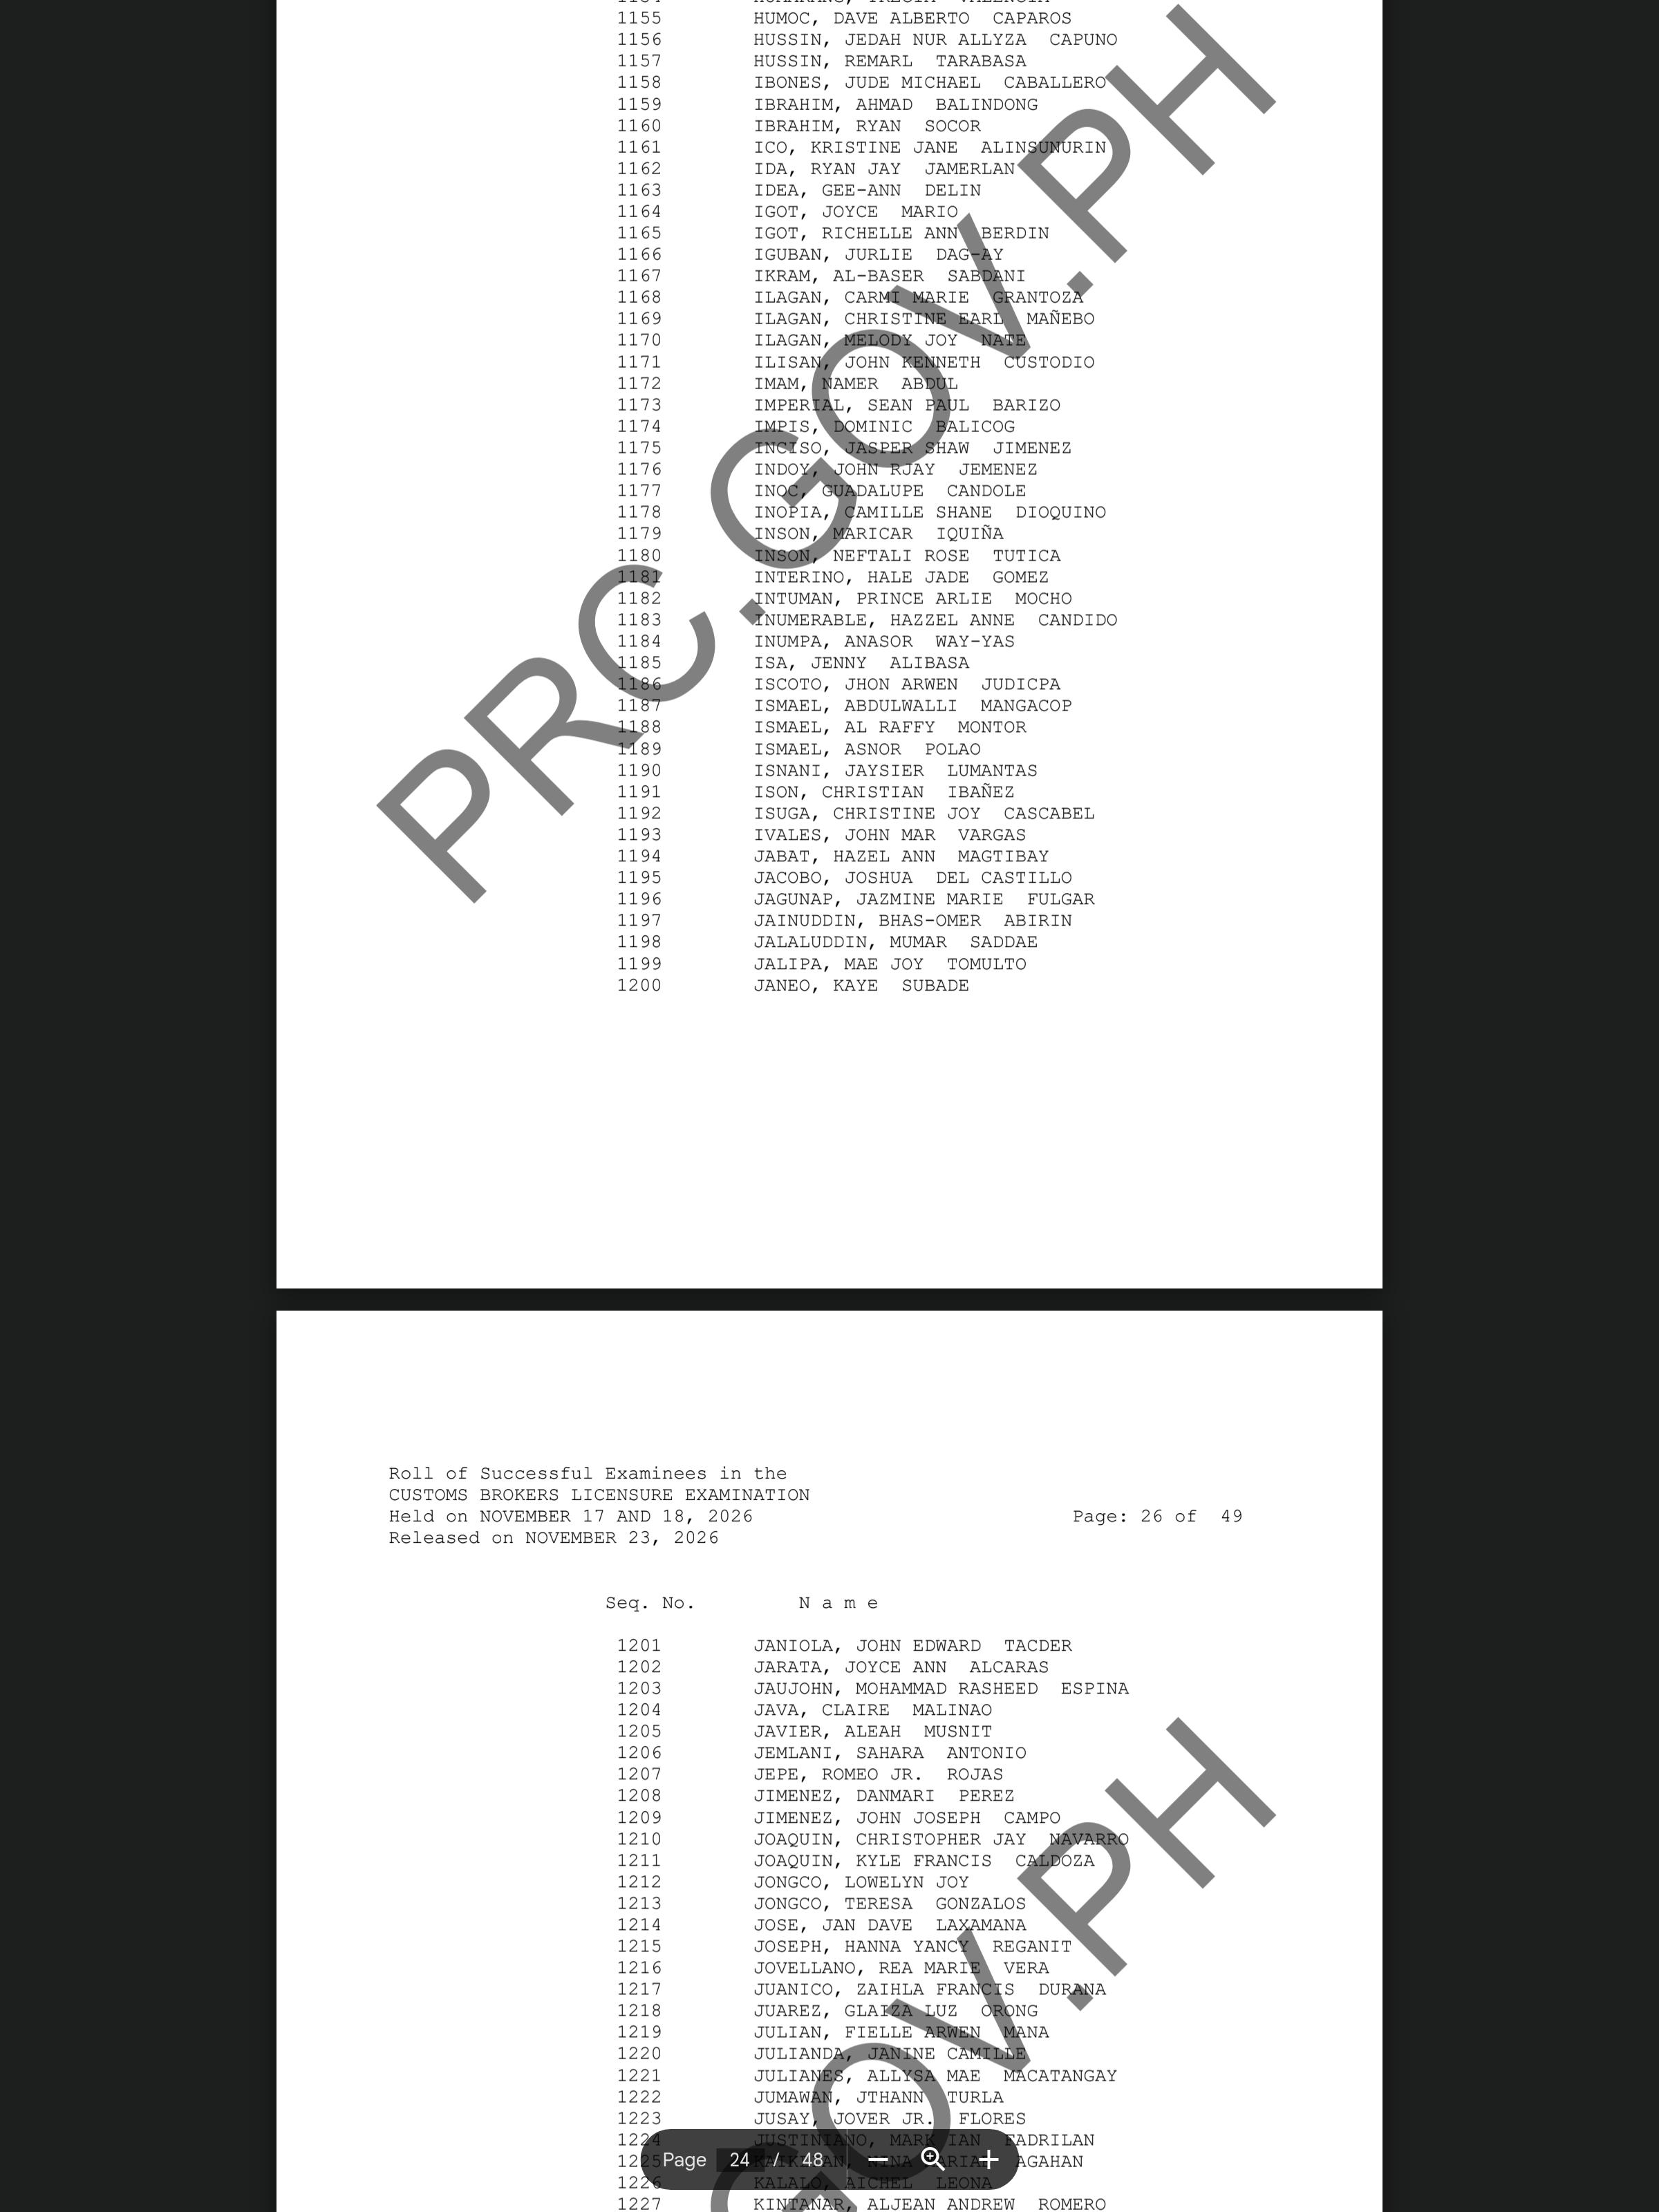 1155 HUMOC, DAVE ALBERTO CAPAROS
1156 HUSSIN, JEDAH NUR ALLYZA CAPUNO
1157 HUSSIN, REMARL TARABASA
1158 IBONES, JUDE MICHAEL CABALLERO
1159 IBRAHIM, AHMAD BALINDONG
1160 IBRAHIM, RYAN SOCOR
1161 ICO, KRISTINE JANE ALINSUNURIN
1162 IDA, RYAN JAY JAMERLAN
1163 IDEA, GEE-ANN DELIN
1164 IGOT, JOYCE MARIO
1165 IGOT, RICHELLE ANN BERDIN
1166 IGUBAN, JURLIE DAG-AY
1167 IKRAM, AL-BASER SABDANI
1168 ILAGAN, CARMI MARIE GRANTOZA
1169 ILAGAN, CHRISTINE EARL MAÑEBO
1170 ILAGAN, MELODY JOY NATE
1171 ILISAN, JOHN KENNETH CUSTODIO
1172 IMAM, NAMER ABDUL
1173 IMPERIAL, SEAN PAUL BARIZO
1174 IMPIS, DOMINIC BALICOG
1175 INCISO, JASPER SHAW JIMENEZ
1176 INDOY, JOHN RJAY JEMENEZ
1177 INOC, GUADALUPE CANDOLE
1178 INOPIA, CAMILLE SHANE DIOQUINO
1179 INSON, MARICAR IQUIÑA
1180 INSON, NEFTALI ROSE TUTICA
1181 INTERINO, HALE JADE GOMEZ
1182 INTUMAN, PRINCE ARLIE MOCHO
1183 INUMERABLE, HAZZEL ANNE CANDIDO
1184 INUMPA, ANASOR WAY-YAS
1185 ISA, JENNY ALIBASA
1186 ISCOTO, JHON ARWEN JUDICPA
1187 ISMAEL, ABDULWALLI MANGACOP
1188 ISMAEL, AL RAFFY MONTOR
1189 ISMAEL, ASNOR POLAO
1190 ISNANI, JAYSIER LUMANTAS
1191 ISON, CHRISTIAN IBAÑEZ
1192 ISUGA, CHRISTINE JOY CASCABEL
1193 IVALES, JOHN MAR VARGAS
1194 JABAT, HAZEL ANN MAGTIBAY
1195 JACOBO, JOSHUA DEL CASTILLO
1196 JAGUNAP, JAZMINE MARIE FULGAR
1197 JAINUDDIN, BHAS-OMER ABIRIN
1198 JALALUDDIN, MUMAR SADDAE
1199 JALIPA, MAE JOY TOMULTO
1200 JANEO, KAYE SUBADE
PRC.GOV.PH
Roll of Successful Examinees in the
CUSTOMS BROKERS LICENSURE EXAMINATION
Held on NOVEMBER 17 AND 18, 2026 Page: 26 of 49
Released on NOVEMBER 23, 2026
Seq. No. N a m e
1201 JANIOLA, JOHN EDWARD TACDER
1202 JARATA, JOYCE ANN ALCARAS
1203 JAUJOHN, MOHAMMAD RASHEED ESPINA
1204 JAVA, CLAIRE MALINAO
1205 JAVIER, ALEAH MUSNIT
1206 JEMLANI, SAHARA ANTONIO
1207 JEPE, ROMEO JR. ROJAS
1208 JIMENEZ, DANMARI PEREZ
1209 JIMENEZ, JOHN JOSEPH CAMPO
1210 JOAQUIN, CHRISTOPHER JAY NAVARRO
1211 JOAQUIN, KYLE FRANCIS CALDOZA
1212 JONGCO, LOWELYN JOY
1213 JONGCO, TERESA GONZALOS
1214 JOSE, JAN DAVE LAXAMANA
1215 JOSEPH, HANNA YANCY REGANIT
1216 JOVELLANO, REA MARIE VERA
1217 JUANICO, ZAIHLA FRANCIS DURANA
1218 JUAREZ, GLAIZA LUZ ORONG
1219 JULIAN, FIELLE ARWEN MANA
1220 JULIANDA, JANINE CAMILLE
1221 JULIANES, ALLYSA MAE MACATANGAY
1222 JUMAWAN, JTHANN TURLA
1223 JUSAY, JOVER JR. FLORES
1224 JUSTINIANO, MARK IAN FADRILAN
1225 NINA AGAHAN
1226 KALALO, AICHEL LEONA
1227 KINTANAR, ALJEAN ANDREW ROMERO
GOV.PH
Page 24 / 48